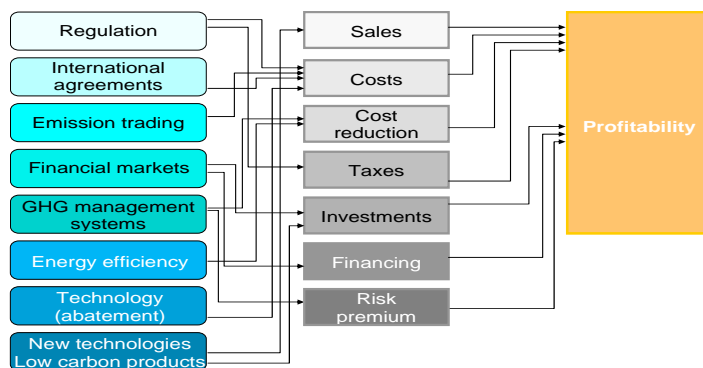 Regulation
International
agreements
Emission trading
Financial markets
GHG management
systems
Energy efficiency
Technology
(abatement)
New technologies
Low carbon products
Sales
Costs
Cost
reduction
Taxes
Investments
Financing
Risk
premium
Profitability